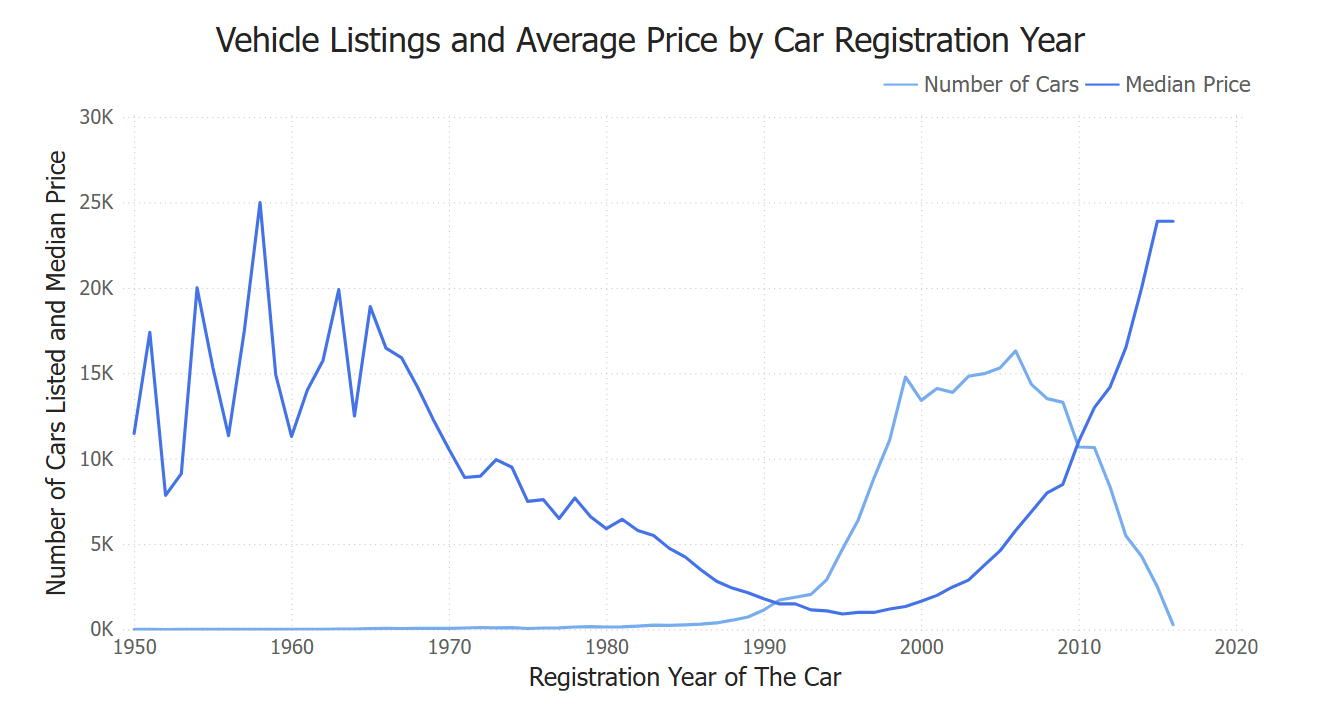 Vehicle Listings and Average Price by Car Registration Year
Number of Cars
Median Price
Number of Cars Listed and Median Price
30K
25K
20K
15K
10K
5K
0K
1950
1960
1970
1980
1990
2000
2010
2020
Registration Year of The Car